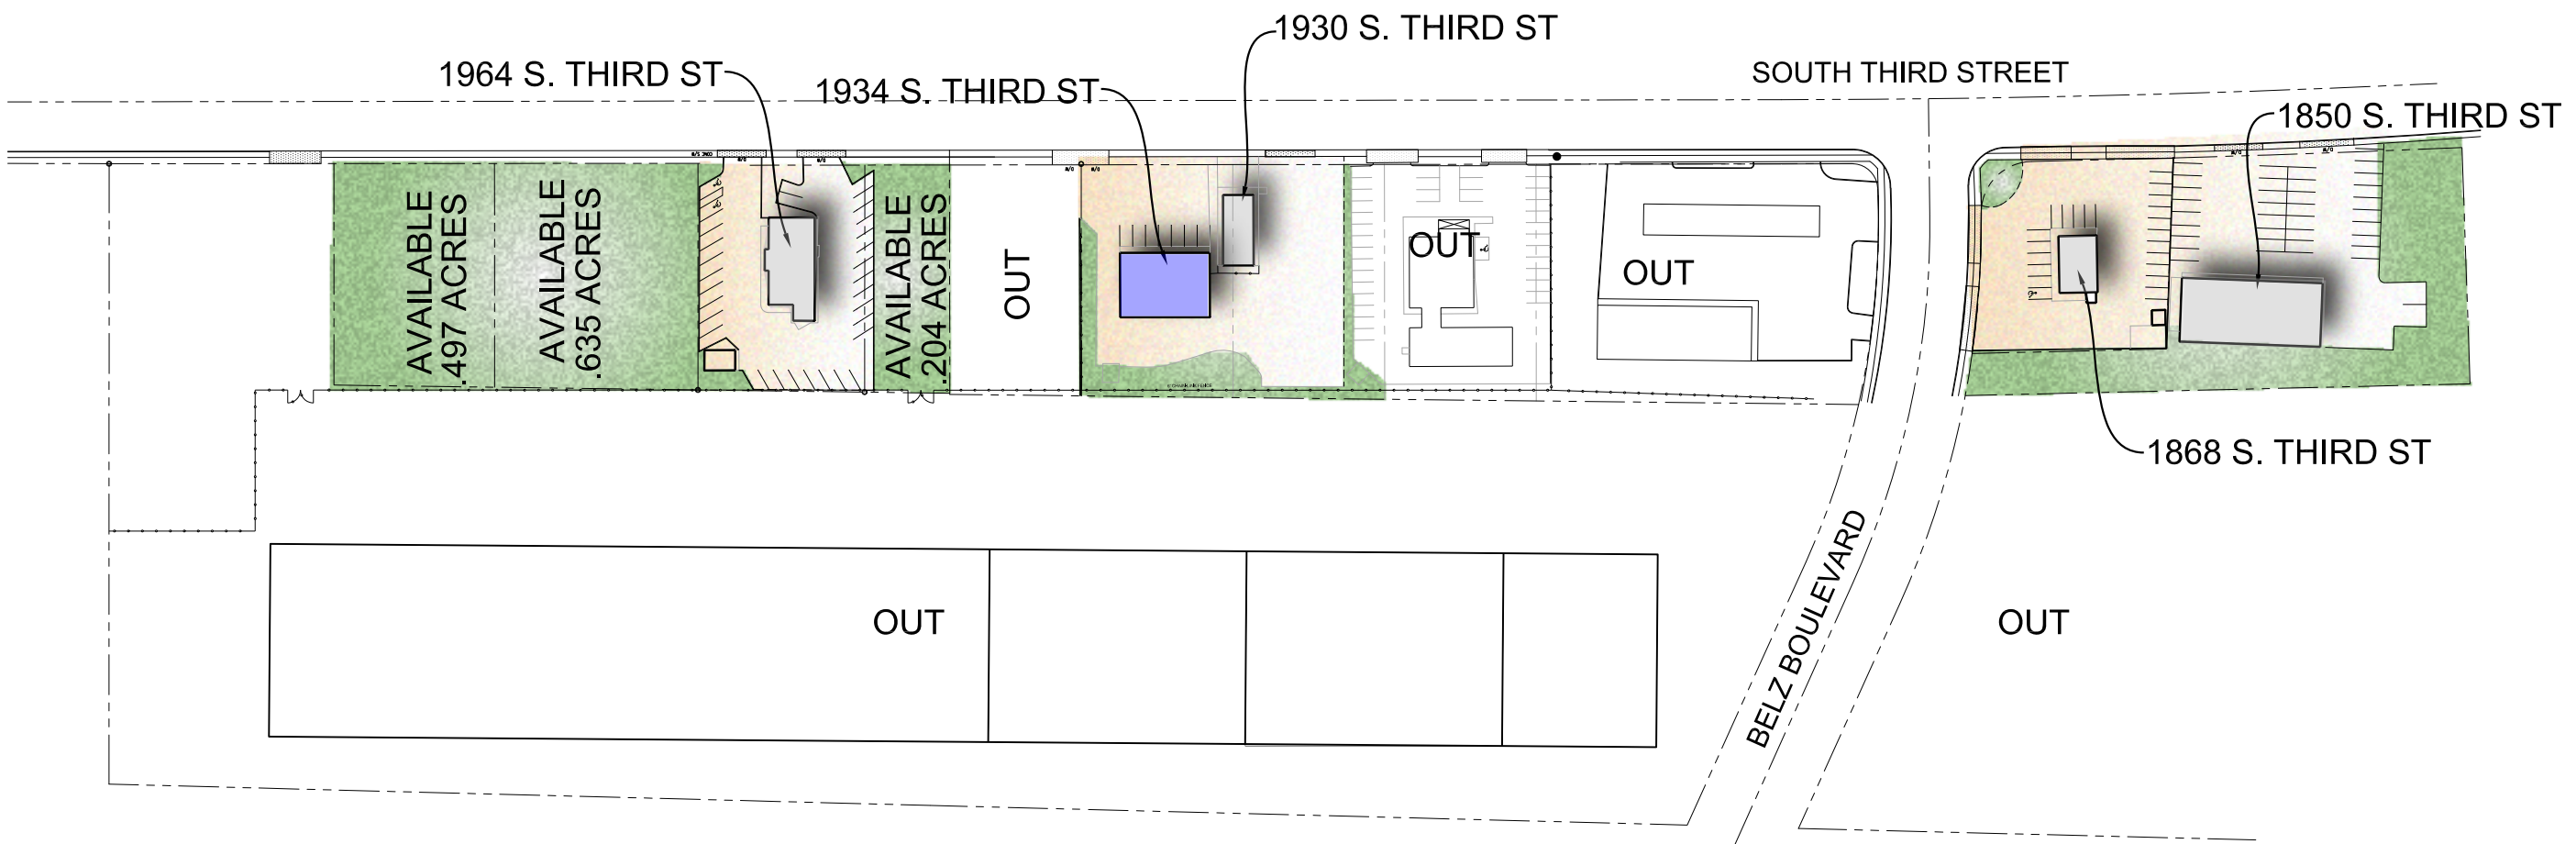 1930 S. THIRD ST
1964 S. THIRD ST
1934 S. THIRD ST
SOUTH THIRD STREET
1850 S. THIRD ST
AVAILABLE
.497 ACRES
AVAILABLE
.635 ACRES
AVAILABLE
.204 ACRES
OUT
OUT
OUT
1868 S. THIRD ST
BELZ BOULEVARD
OUT
OUT